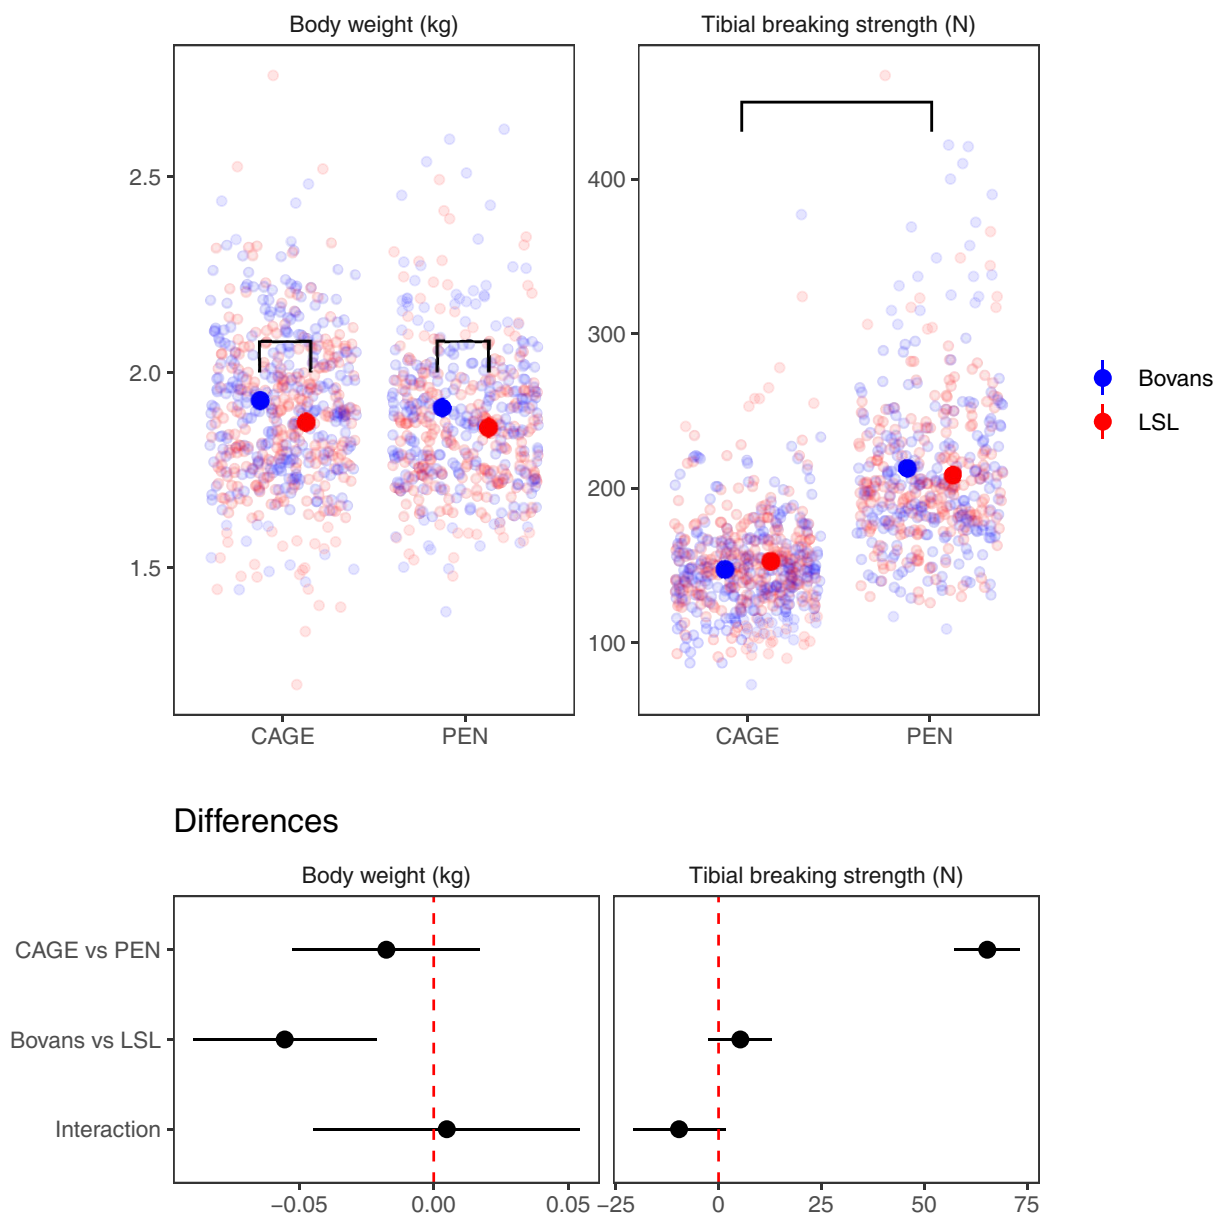 Body weight (kg)
Tibial breaking strength (N)
2.5
2.0
1.5
400
300
200
100
CAGE
PEN
CAGE
PEN
Bovans
LSL
Differences
Body weight (kg)
Tibial breaking strength (N)
CAGE vs PEN
Bovans vs LSL
Interaction
−0.05
0.00
0.05
−25
0
25
50
75